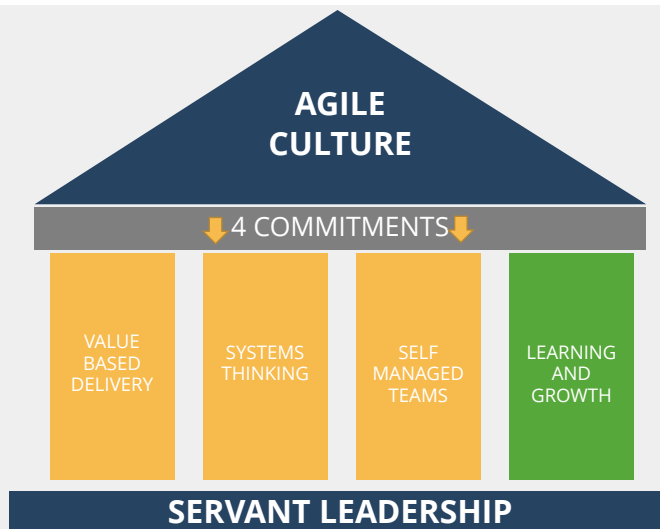 AGILE
CULTURE
4 COMMITMENTS
VALUE
BASED
DELIVERY
SYSTEMS
THINKING
SELF
MANAGED
TEAMS
LEARNING
AND
GROWTH
SERVANT LEADERSHIP